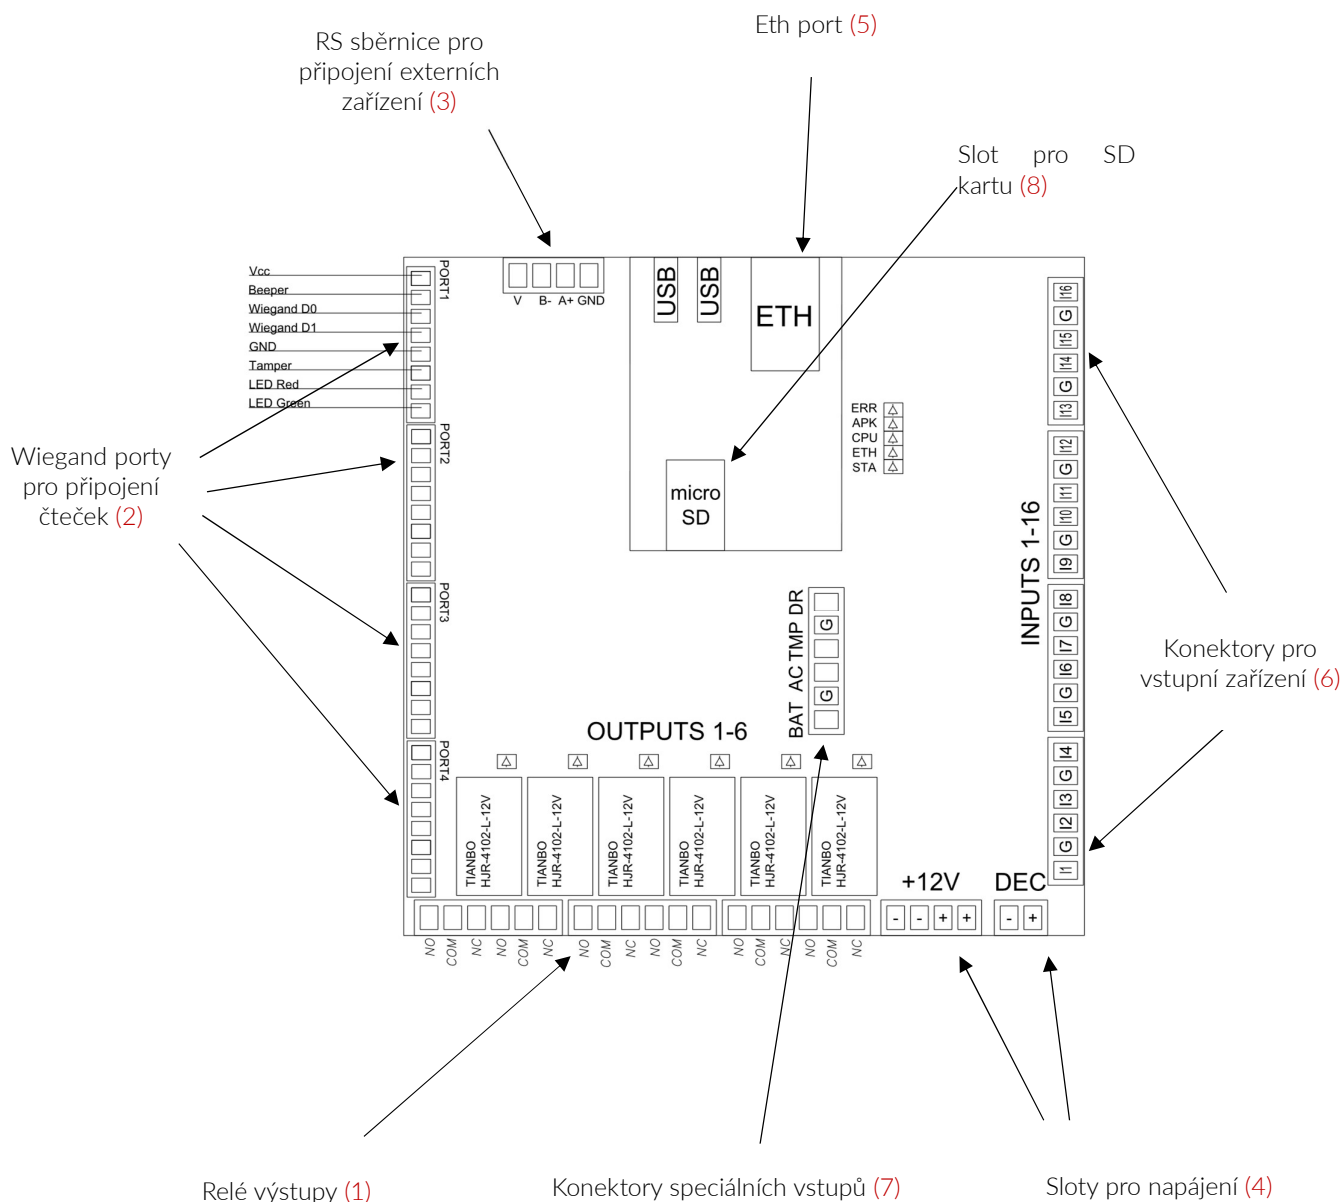 Eth port (5)
RS sběrnice pro
připojení externích
zařízení (3)
Slot pro SD
kartu (8)
Vcc
Beeper
Wiegand D0
Wiegand D1
GND
Tamper
LED Red
LED Green
PORT1
V B- A+ GND
USB
USB
ETH
ERR
APK
CPU
ETH
STA
micro
SD
Wiegand porty
pro připojení
čteček (2)
PORT2
PORT3
PORT4
I16
G
I15
I14
G
I13
I12
G
I11
I10
G
I9
INPUTS 1-16
I8
G
I7
I6
G
I5
I4
G
I3
I2
G
I1
Konektory pro
vstupní zařízení (6)
BAT AC TMP DR
G
G
OUTPUTS 1-6
TIANBO
HJR-4102-L-12V
TIANBO
HJR-4102-L-12V
TIANBO
HJR-4102-L-12V
TIANBO
HJR-4102-L-12V
TIANBO
HJR-4102-L-12V
TIANBO
HJR-4102-L-12V
+12V
DEC
- - + +
- +
NO COM NC NO COM NC
NO COM NC NO COM NC
NO COM NC NO COM NC
Relé výstupy (1)
Konektory speciálních vstupů (7)
Sloty pro napájení (4)